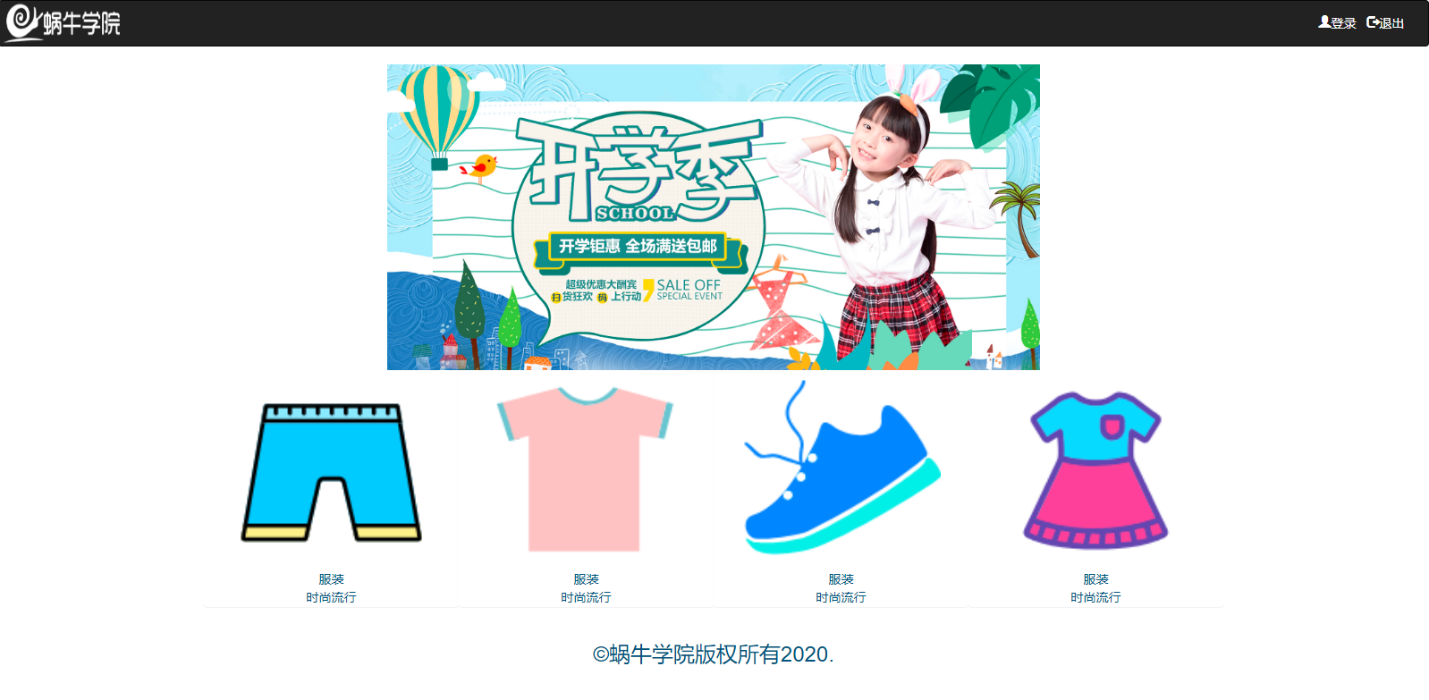 蜗牛学院
登录 退出
开学季
SCHOOL
开学钜惠 全场满送包邮
超级优惠大酬宾
扫货狂欢 码上行动
SALE OFF
SPECIAL EVENT
服装 服装 服装 服装
时尚流行 时尚流行 时尚流行 时尚流行
©蜗牛学院版权所有2020.